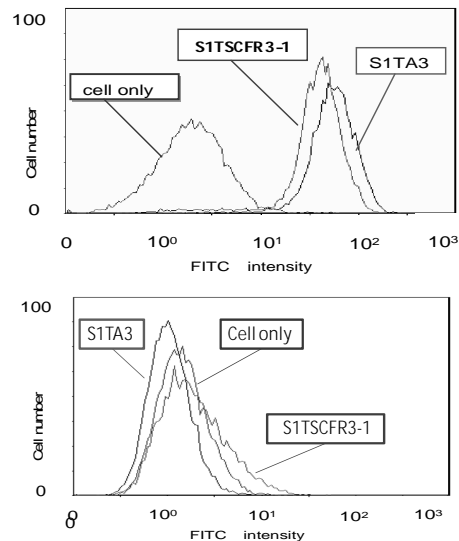 100
S1TSCFR3-1
S1TA3
cell only
Cell number
0
0 10⁰ 10¹ 10² 10³
FITC intensity
100
S1TA3
Cell only
S1TSCFR3-1
Cell number
0
0 10⁰ 10¹ 10² 10³
0
FITC intensity